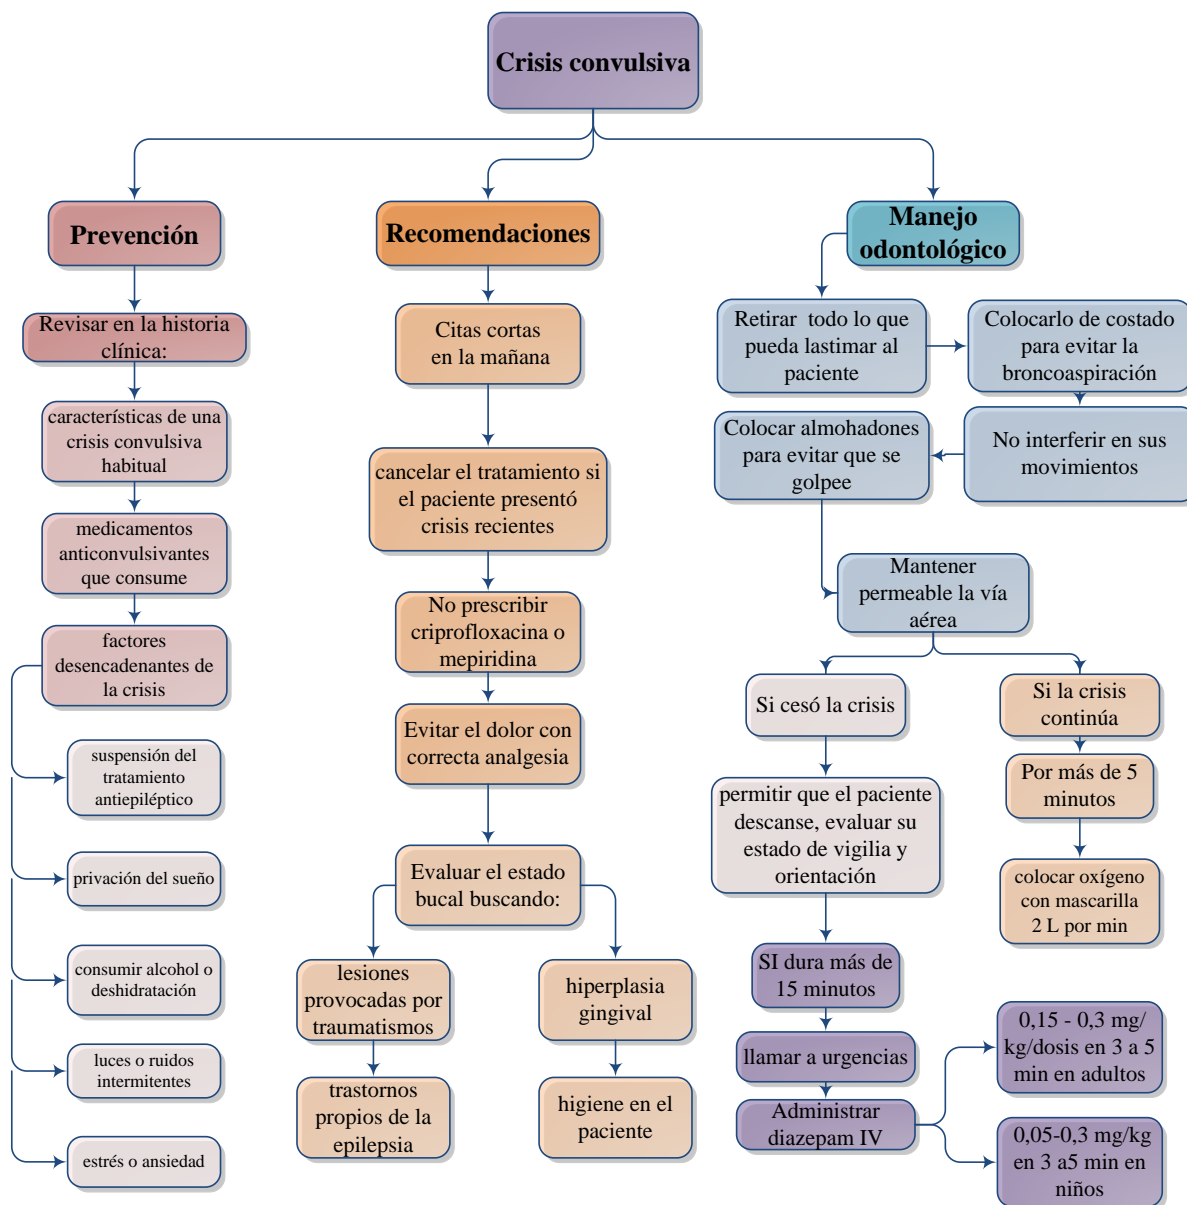 Crisis convulsiva
Prevención
Revisar en la historia
clínica:
características de una
crisis convulsiva
habitual
medicamentos
anticonvulsivantes
que consume
factores
desencadenantes de
la crisis
suspensión del
tratamiento
antiepiléptico
privación del sueño
consumir alcohol o
deshidratación
luces o ruidos
intermitentes
estrés o ansiedad
Recomendaciones
Citas cortas
en la mañana
cancelar el tratamiento si
el paciente presentó
crisis recientes
No prescribir
criprofloxacina o
mepiridina
Evitar el dolor con
correcta analgesia
Evaluar el estado
bucal buscando:
lesiones
provocadas por
traumatismos
trastornos
propios de la
epilepsia
hiperplasia
gingival
higiene en el
paciente
Manejo
odontológico
Retirar todo lo que
pueda lastimar al
paciente
Colocarlo de costado
para evitar la
broncoaspiración
No interferir en sus
movimientos
Colocar almohadones
para evitar que se
golpee
Mantener
permeable la vía
aérea
Si cesó la crisis
permitir que el paciente
descanse, evaluar su
estado de vigilia y
orientación
SI dura más de
15 minutos
llamar a urgencias
Administrar
diazepam IV
0,15 - 0,3 mg/
kg/dosis en 3 a 5
min en adultos
0,05-0,3 mg/kg
en 3 a5 min en
niños
Si la crisis
continúa
Por más de 5
minutos
colocar oxígeno
con mascarilla
2 L por min